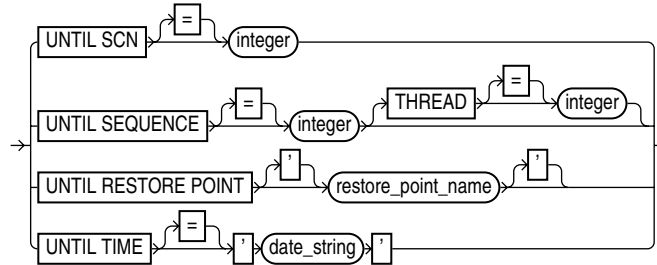 UNTIL SCN = integer
UNTIL SEQUENCE = integer THREAD = integer
UNTIL RESTORE POINT ' restore_point_name '
UNTIL TIME = ' date_string '